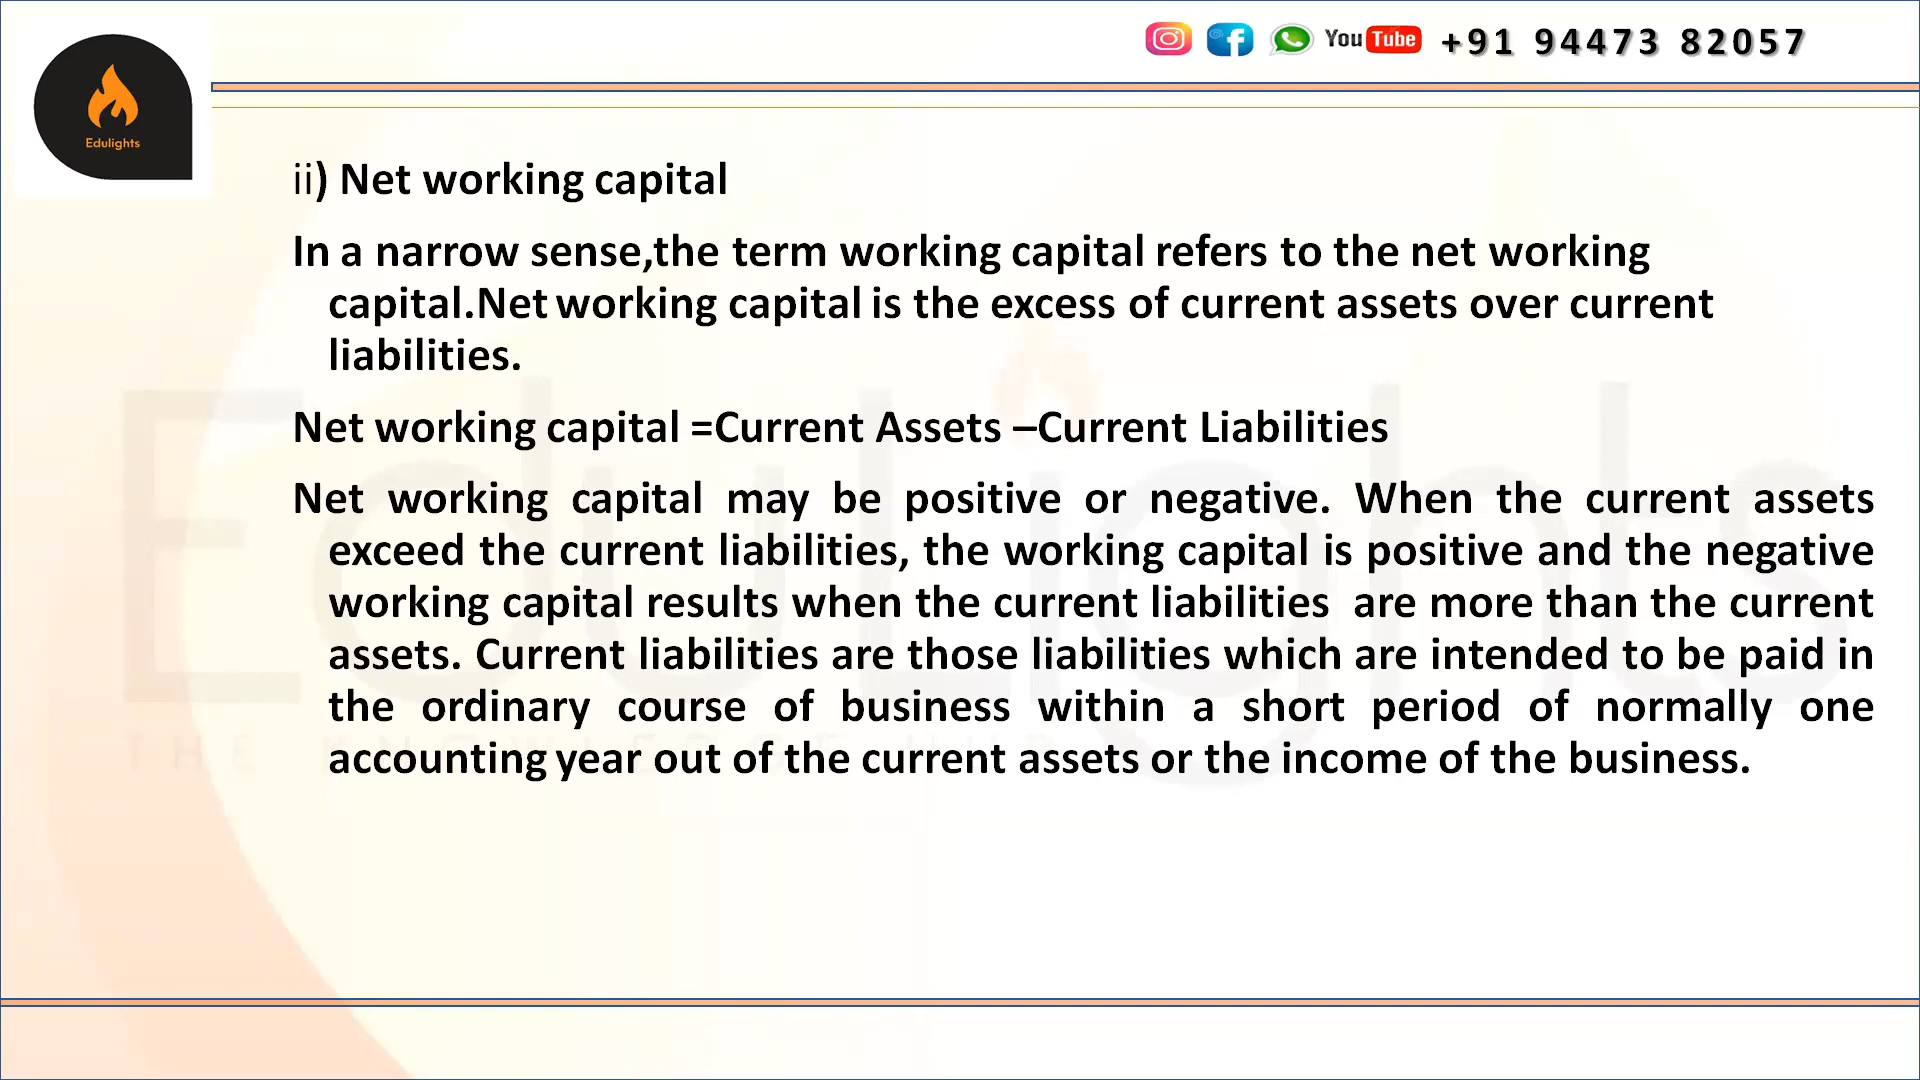 You Tube +91 94473 82057
Edulights
ii) Net working capital
In a narrow sense,the term working capital refers to the net working
capital.Net working capital is the excess of current assets over current
liabilities.
Net working capital =Current Assets –Current Liabilities
Net working capital may be positive or negative. When the current assets
exceed the current liabilities, the working capital is positive and the negative
working capital results when the current liabilities are more than the current
assets. Current liabilities are those liabilities which are intended to be paid in
the ordinary course of business within a short period of normally one
accounting year out of the current assets or the income of the business.
EduLights
THE KNOWLEDGE HUB